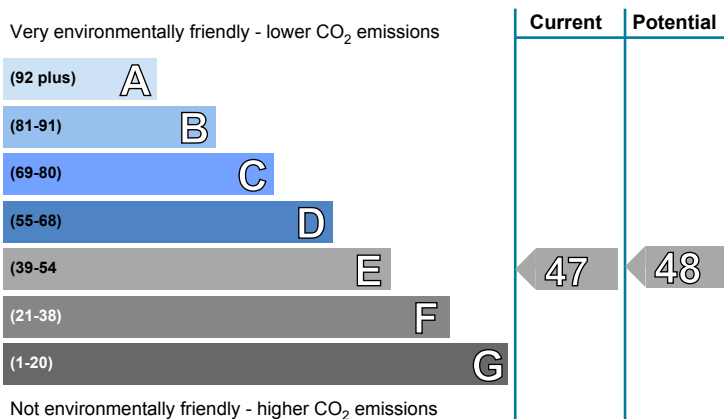 Very environmentally friendly - lower CO2 emissions
Current
Potential
(92 plus) A
(81-91) B
(69-80) C
(55-68) D
(39-54 E
47
48
(21-38) F
(1-20) G
Not environmentally friendly - higher CO2 emissions